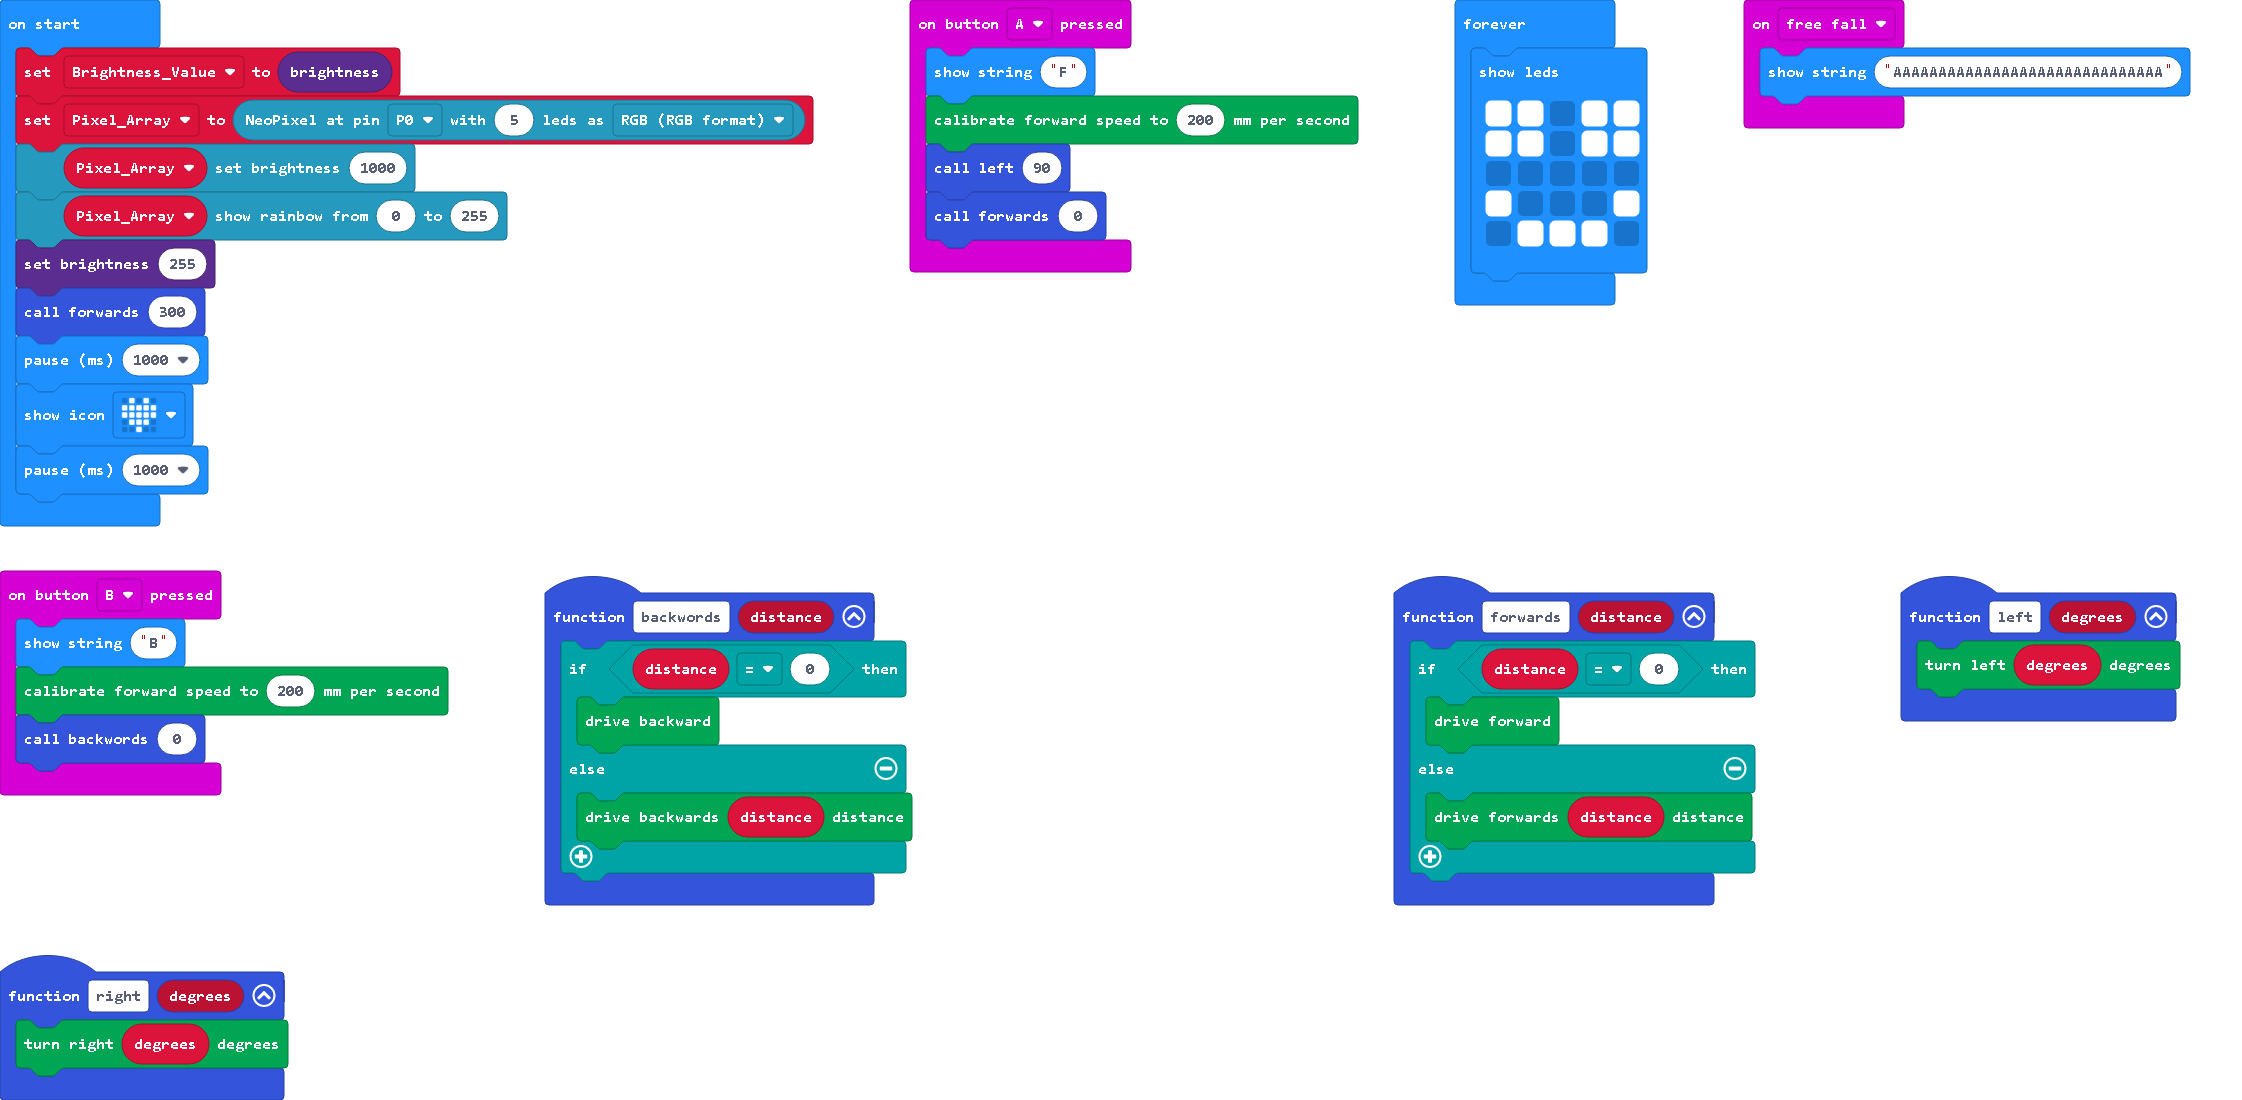 on start
set Brightness_Value to brightness
set Pixel_Array to NeoPixel at pin P0 with 5 leds as RGB (RGB format)
Pixel_Array set brightness 1000
Pixel_Array show rainbow from 0 to 255
set brightness 255
call forwards 300
pause (ms) 1000
show icon
pause (ms) 1000
on button A pressed
show string "F"
calibrate forward speed to 200 mm per second
call left 90
call forwards 0
forever
show leds
on free fall
show string "AAAAAAAAAAAAAAAAAAAAAAAAAAAAAA"
on button B pressed
show string "B"
calibrate forward speed to 200 mm per second
call backwords 0
function backwords distance
if distance = 0 then
drive backward
else
drive backwards distance distance
function forwards distance
if distance = 0 then
drive forward
else
drive forwards distance distance
function left degrees
turn left degrees degrees
function right degrees
turn right degrees degrees